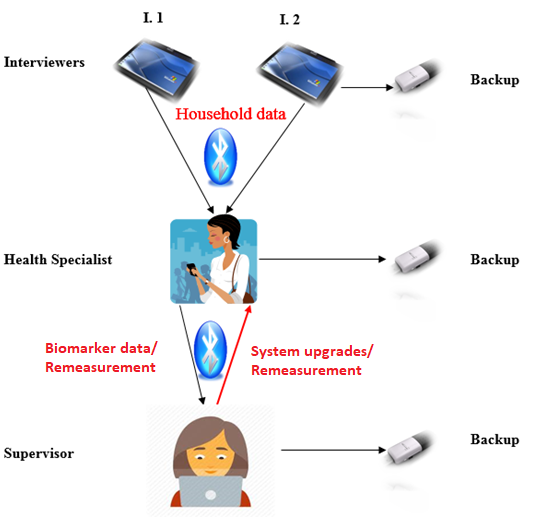 I. 1
I. 2
Interviewers
Backup
Household data
Health Specialist
Backup
Biomarker data/
Remeasurement
System upgrades/
Remeasurement
Supervisor
Backup